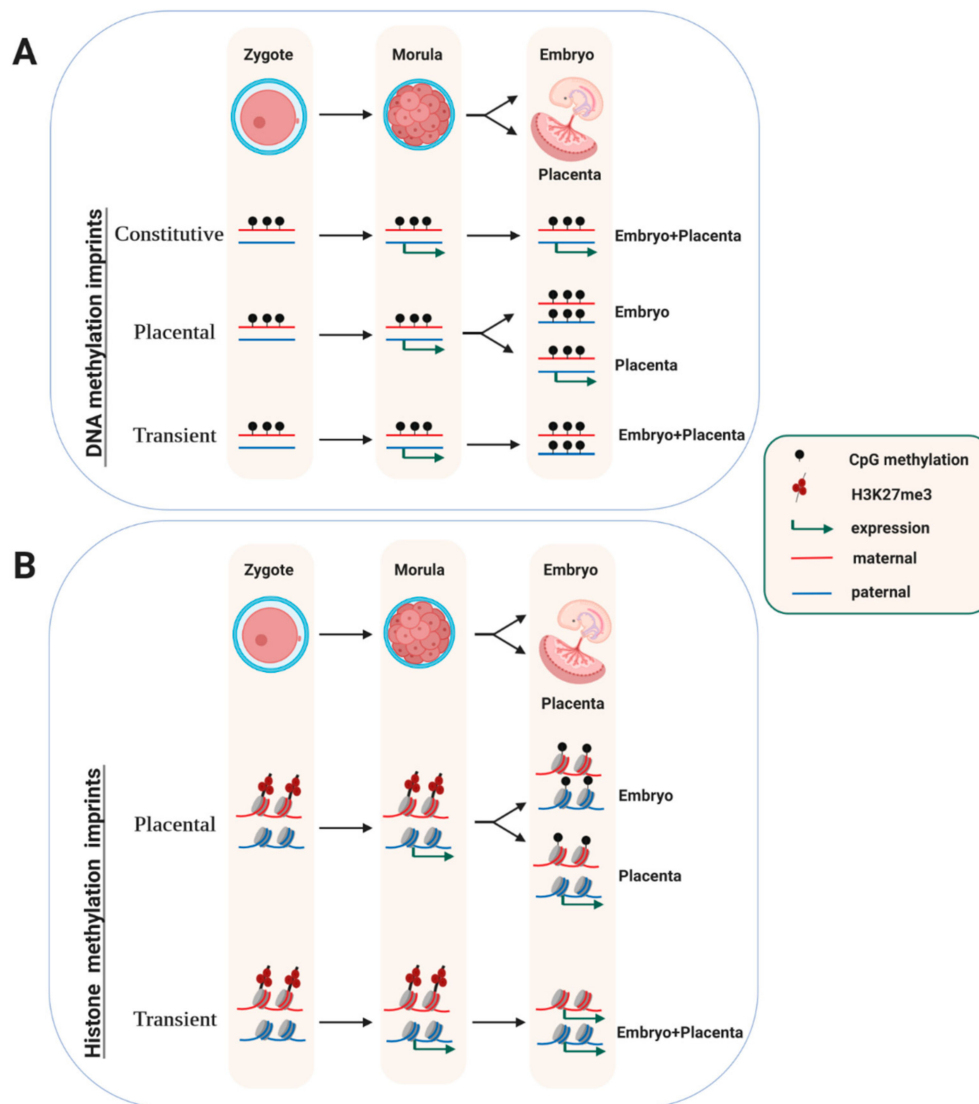 A
Zygote
Morula
Embryo
Placenta
DNA methylation imprints
Constitutive
Embryo+Placenta
Placental
Embryo
Placenta
Transient
Embryo+Placenta
CpG methylation
H3K27me3
expression
maternal
paternal
B
Zygote
Morula
Embryo
Placenta
Histone methylation imprints
Placental
Embryo
Placenta
Transient
Embryo+Placenta